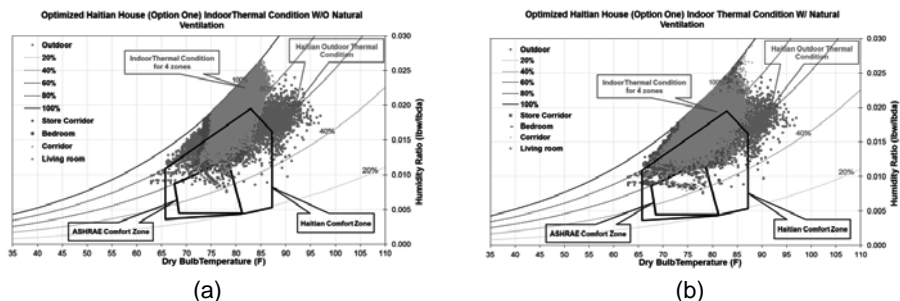 Optimized Haitian House (Option One) IndoorThermal Condition W/O Natural
Ventilation
Outdoor
20%
40%
60%
80%
100%
Store Corridor
Bedroom
Corridor
Living room
IndoorThermal Condition
for 4 zones
Haitian Outdoor Thermal
Condition
100%
80%
40%
20%
ASHRAE Comfort Zone
Haitian Comfort Zone
0.030
0.025
0.020
0.015
0.010
0.005
0.000
Humidity Ratio (lbw/lbda)
35 40 45 50 55 60 65 70 75 80 85 90 95 100 105 110
Dry BulbTemperature (F)
(a)
Optimized Haitian House (Option One) Indoor Thermal Condition W/ Natural
Ventilation
Outdoor
20%
40%
60%
80%
100%
Store Corridor
Bedroom
Corridor
Living room
IndoorThermal Condition
for 4 zones
Haitian Outdoor Thermal
Condition
40%
20%
ASHRAE Comfort Zone
Haitian Comfort Zone
0.030
0.025
0.020
0.015
0.010
0.005
0.000
Humidity Ratio (lbw/lbda)
35 40 45 50 55 60 65 70 75 80 85 90 95 100 105 110
Dry BulbTemperature (F)
(b)